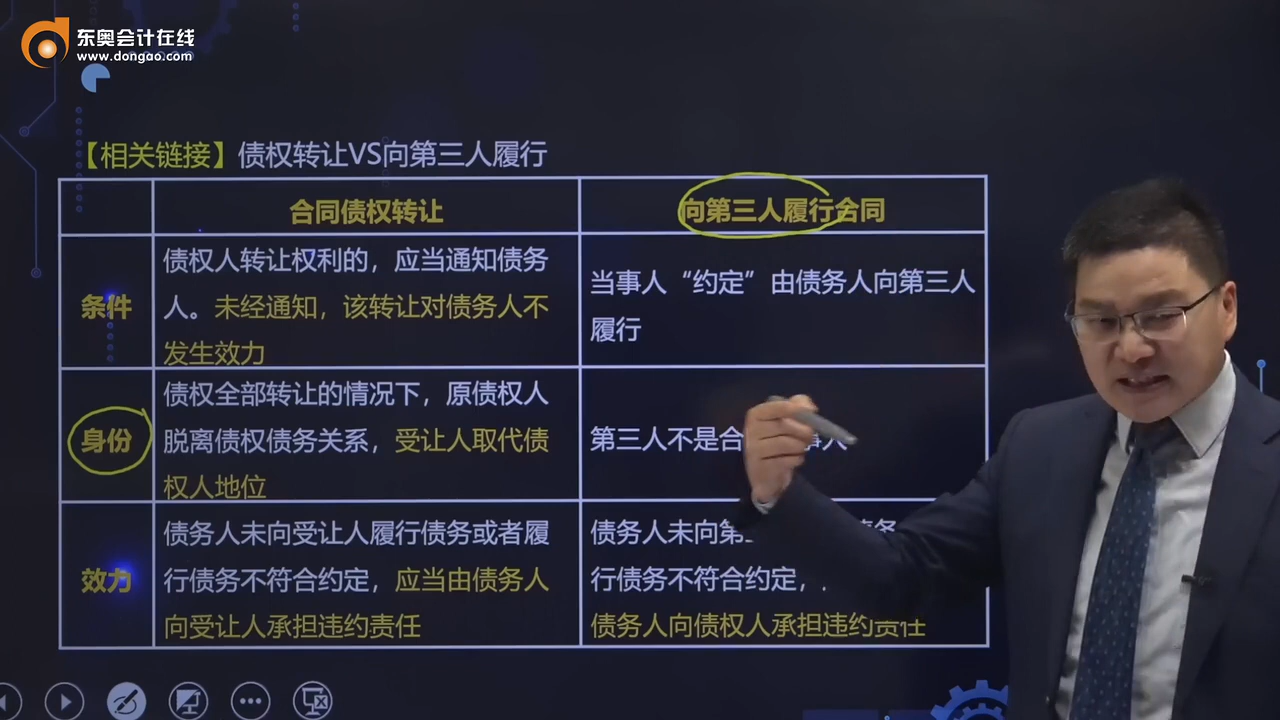 东奥会计在线
www.dongao.com
【相关链接】债权转让VS向第三人履行
合同债权转让
向第三人履行合同
条件
债权人转让权利的，应当通知债务
人。未经通知，该转让对债务人不
发生效力
当事人“约定”由债务人向第三人
履行
身份
债权全部转让的情况下，原债权人
脱离债权债务关系，受让人取代债
权人地位
第三人不是合
人
效力
债务人未向受让人履行债务或者履
行债务不符合约定，应当由债务人
向受让人承担违约责任
债务人未向第
行债务不符合约定，
债务人向债权人承担违约责任